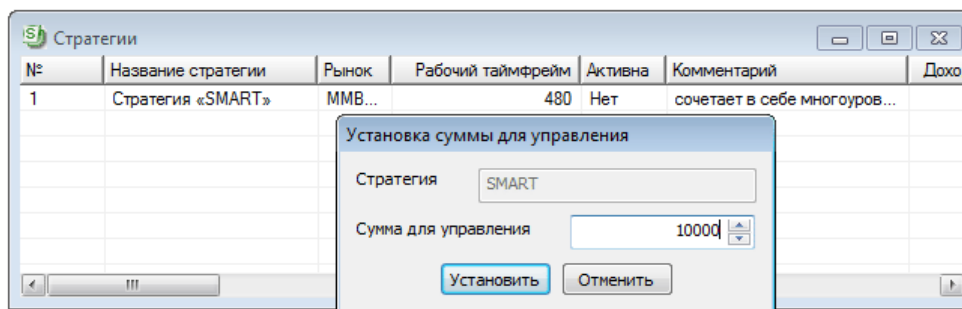 Стратегии
№ Название стратегии Рынок Рабочий таймфрейм Активна Комментарий Дохо
1 Стратегия «SMART» ММВ... 480 Нет сочетает в себе многоуров...
Установка суммы для управления
Стратегия SMART
Сумма для управления 10000
Установить Отменить